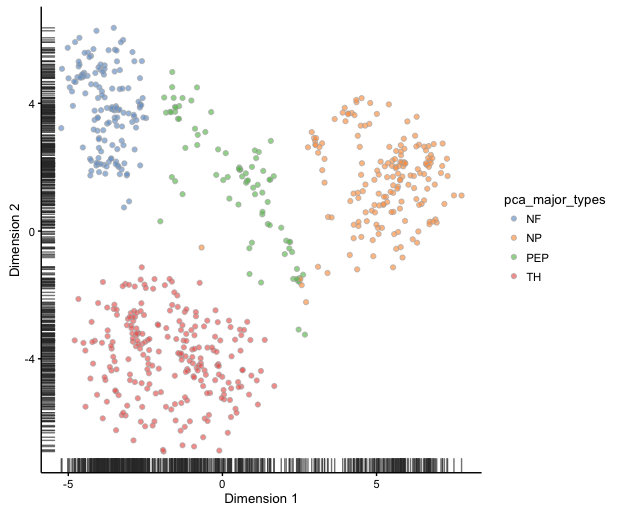 4
0
-4
Dimension 2
-5
0
5
Dimension 1
pca_major_types
NF
NP
PEP
TH